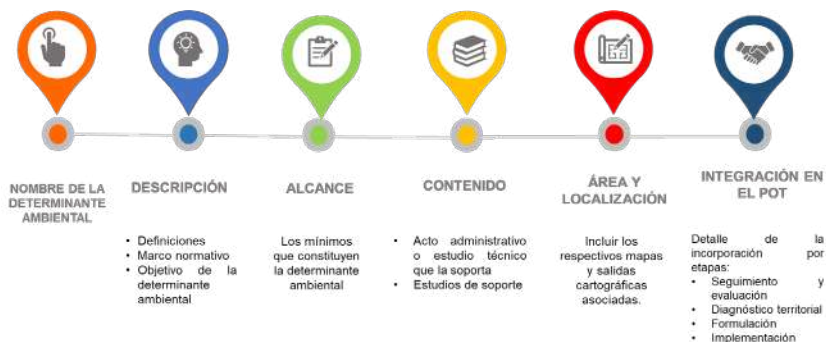 NOMBRE DE LA
DETERMINANTE
AMBIENTAL
DESCRIPCIÓN
• Definiciones
• Marco normativo
• Objetivo de la
determinante
ambiental
ALCANCE
Los mínimos
que constituyen
la determinante
ambiental
CONTENIDO
• Acto administrativo
o estudio técnico
que la soporta
• Estudios de soporte
ÁREA Y
LOCALIZACIÓN
Incluir los
respectivos mapas
y salidas
cartográficas
asociadas.
INTEGRACIÓN EN
EL POT
Detalle de la
incorporación por
etapas:
• Seguimiento y
evaluación
• Diagnóstico territorial
• Formulación
• Implementación